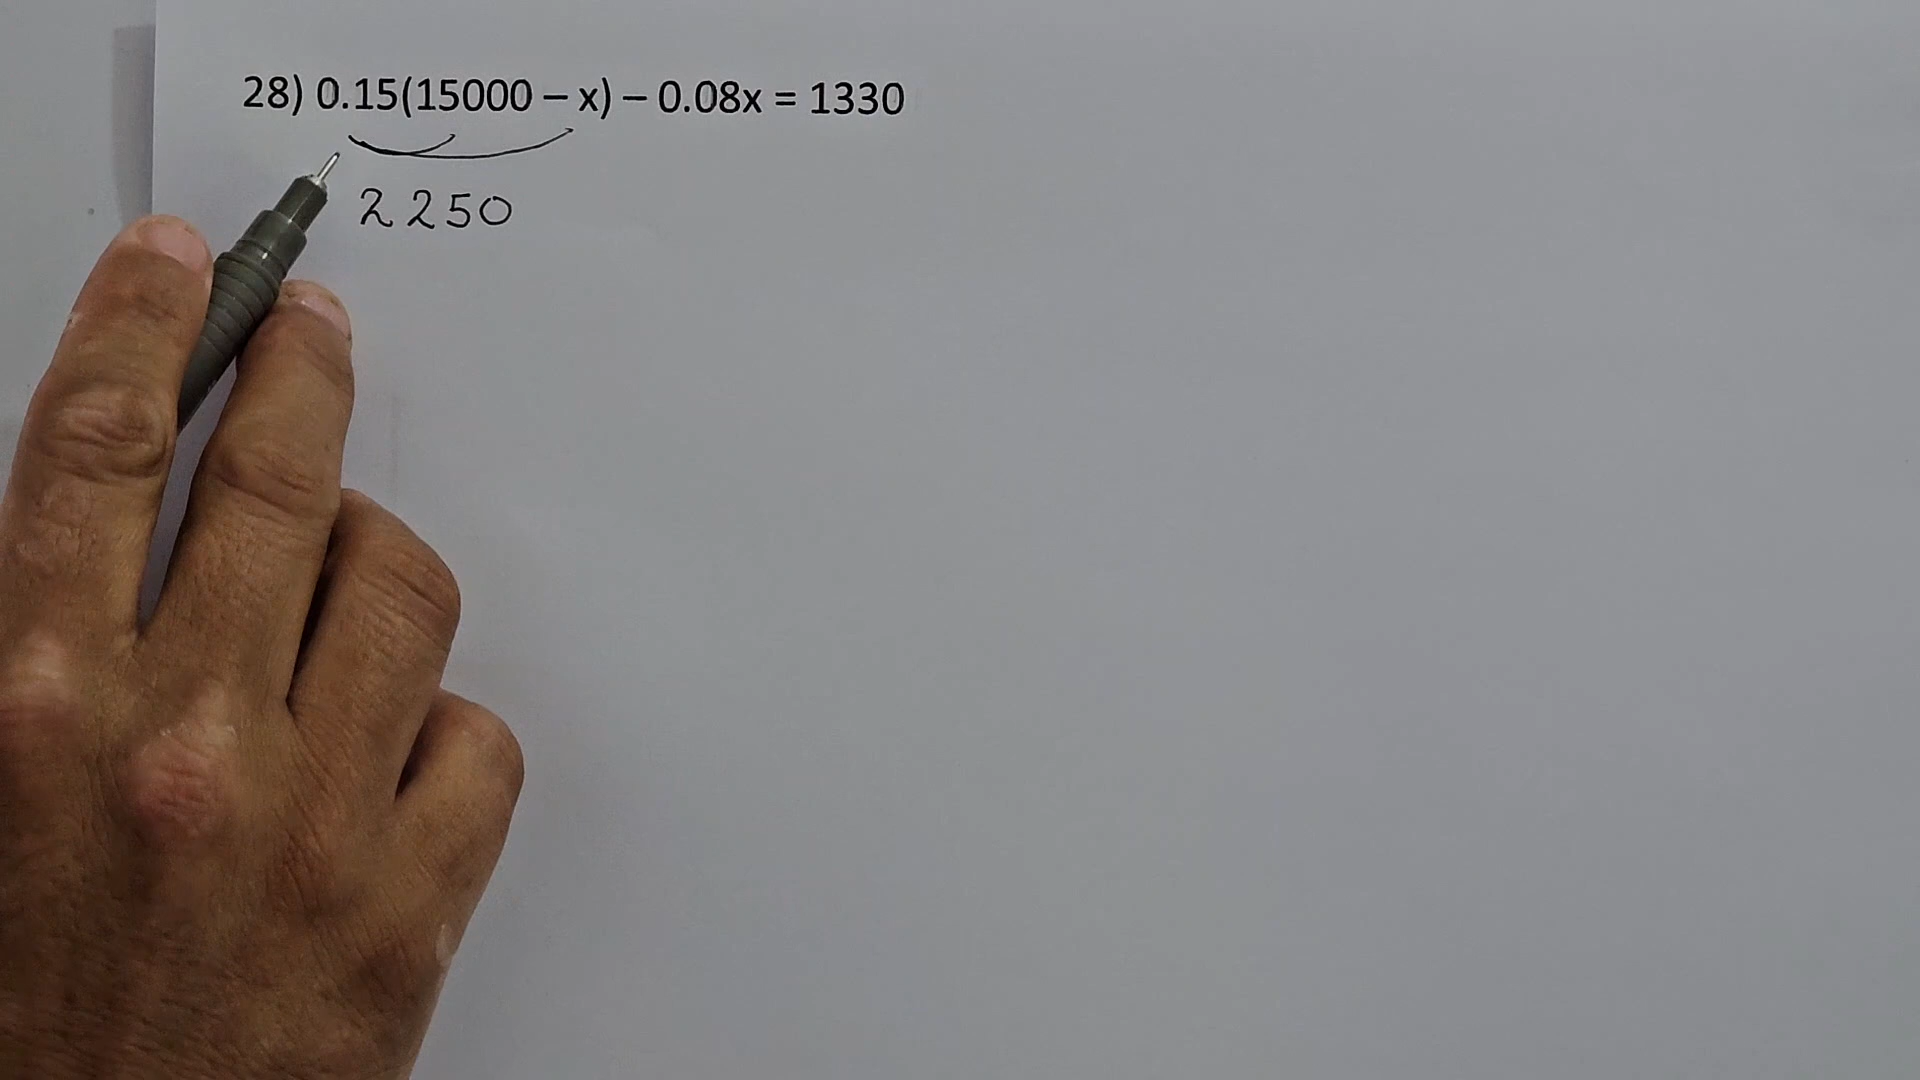 28) 0.15(15000 – x) – 0.08x = 1330
2250